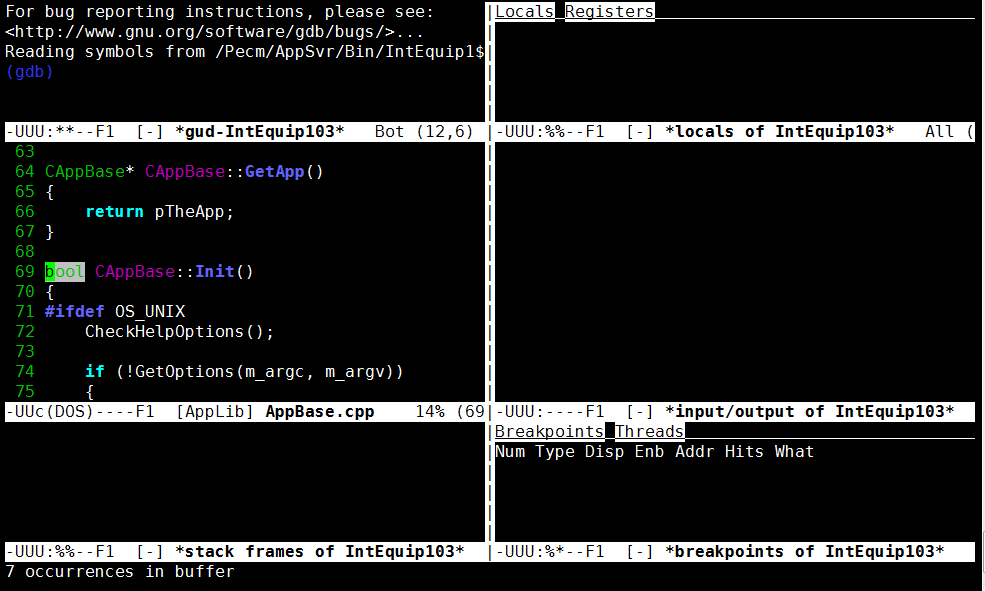 For bug reporting instructions, please see:
<http://www.gnu.org/software/gdb/bugs/>...
Reading symbols from /Pecm/AppSvr/Bin/IntEquip1$
(gdb)
-UUU:**--F1  [-] *gud-IntEquip103*   Bot (12,6)
Locals Registers
-UUU:%%--F1  [-] *locals of IntEquip103*   All (
63
64 CAppBase* CAppBase::GetApp()
65 {
66     return pTheApp;
67 }
68
69 bool CAppBase::Init()
70 {
71 #ifdef OS_UNIX
72     CheckHelpOptions();
73
74     if (!GetOptions(m_argc, m_argv))
75     {
-UUc(DOS)----F1  [AppLib] AppBase.cpp    14% (69
-UUU:----F1  [-] *input/output of IntEquip103*
-UUU:%%--F1  [-] *stack frames of IntEquip103*
Breakpoints Threads
Num Type Disp Enb Addr Hits What
-UUU:%*--F1  [-] *breakpoints of IntEquip103*
7 occurrences in buffer